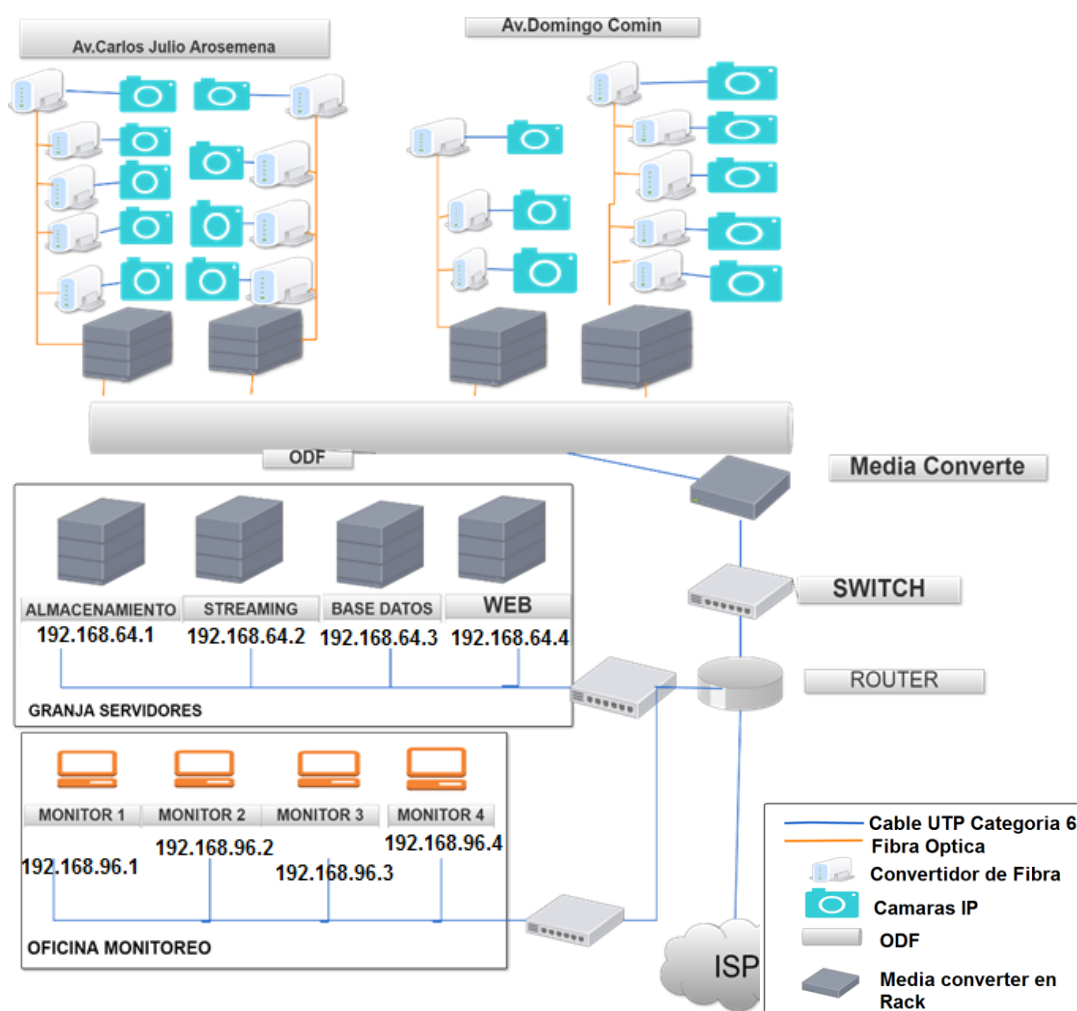 Av.Carlos Julio Arosemena
Av.Domingo Comin
ODF
Media Converte
SWITCH
ROUTER
ALMACENAMIENTO
STREAMING
BASE DATOS
WEB
192.168.64.1
192.168.64.2
192.168.64.3
192.168.64.4
GRANJA SERVIDORES
MONITOR 1
MONITOR 2
MONITOR 3
MONITOR 4
192.168.96.1
192.168.96.2
192.168.96.3
192.168.96.4
OFICINA MONITOREO
ISP
Cable UTP Categoria 6
Fibra Optica
Convertidor de Fibra
Camaras IP
ODF
Media converter en
Rack